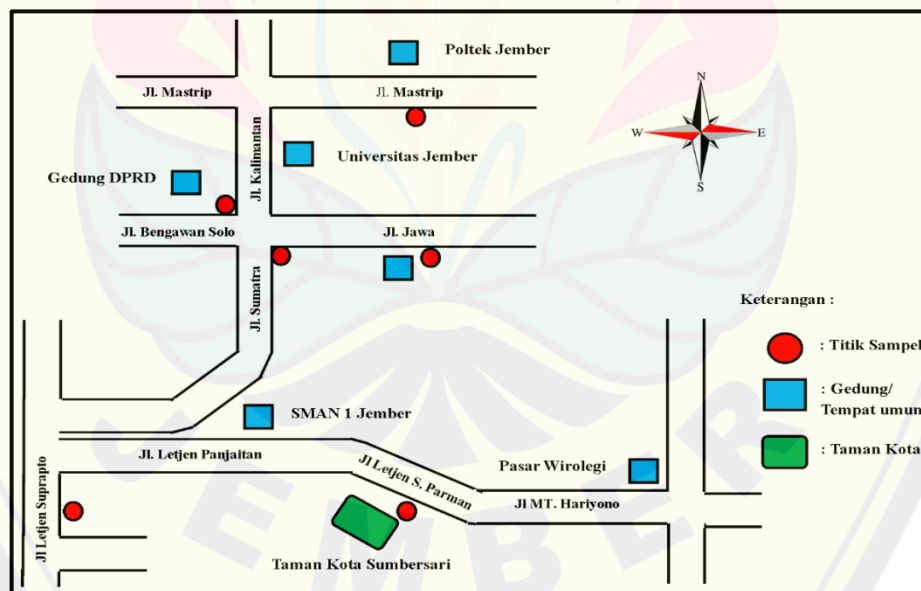 Poltek Jember
Jl. Mastrip
Jl. Mastrip
N
W
E
S
Jl. Kalimantan
Universitas Jember
Gedung DPRD
Jl. Bengawan Solo
Jl. Jawa
Jl. Sumatra
Keterangan :
: Titik Sampel
: Gedung/
Tempat umum
: Taman Kota
SMAN 1 Jember
Jl. Letjen Panjaitan
Jl Letjen S. Parman
Pasar Wirolegi
Jl MT. Hariyono
Jl Letjen Suprapto
Taman Kota Sumbersari
SEMBER